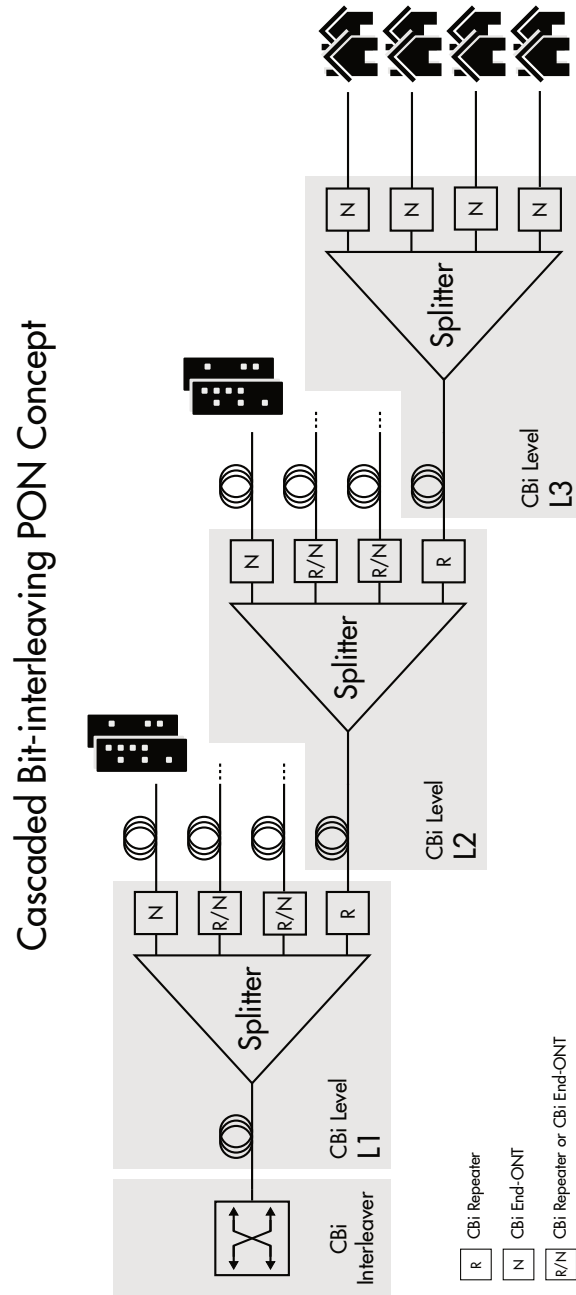 Cascaded Bit-interleaving PON Concept
CBi
Interleaver
CBi Level
L1
Splitter
N
R/N
R/N
R
CBi Level
L2
Splitter
N
R/N
R/N
R
CBi Level
L3
Splitter
N
N
N
N
R CBi Repeater
N CBi End-ONT
R/N CBi Repeater or CBi End-ONT